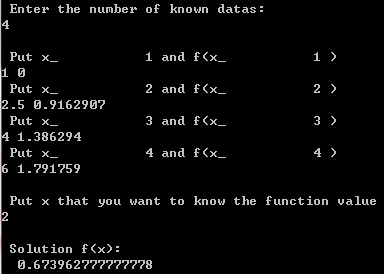 Enter the number of known datas:
4
Put x_ 1 and f(x_ 1 )
1 0
Put x_ 2 and f(x_ 2 )
2.5 0.9162907
Put x_ 3 and f(x_ 3 )
4 1.386294
Put x_ 4 and f(x_ 4 )
6 1.791759
Put x that you want to know the function value
2
Solution f(x):
0.673962777777778